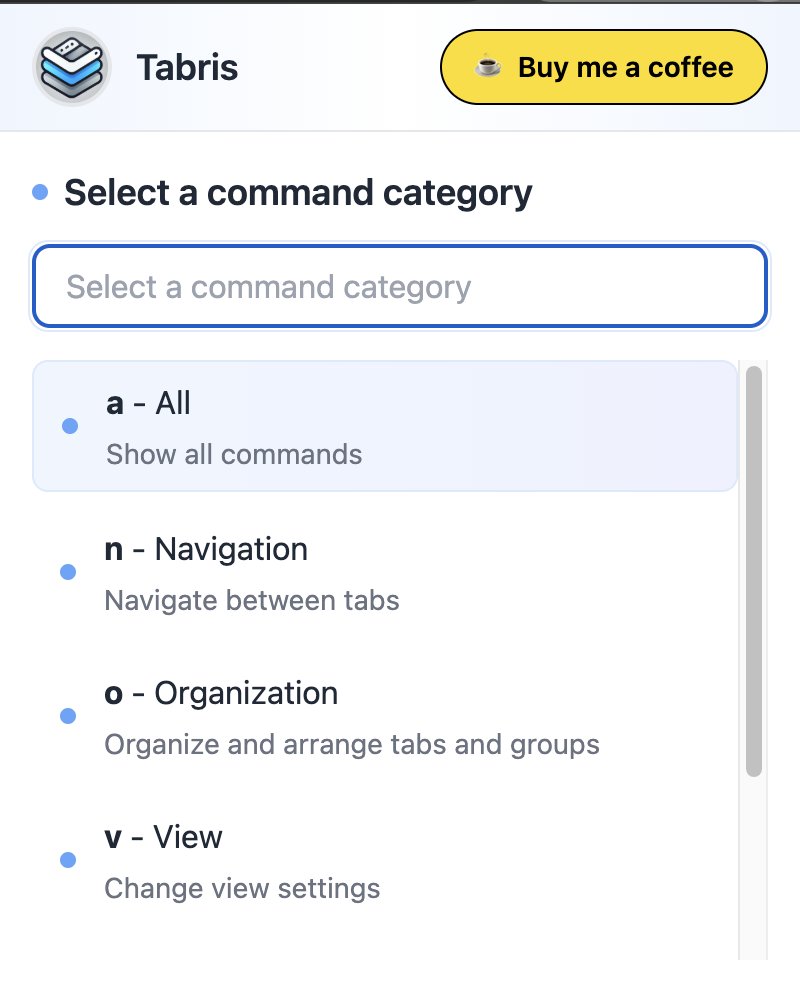 Tabris
☕ Buy me a coffee
Select a command category
Select a command category
a - All
Show all commands
n - Navigation
Navigate between tabs
o - Organization
Organize and arrange tabs and groups
v - View
Change view settings